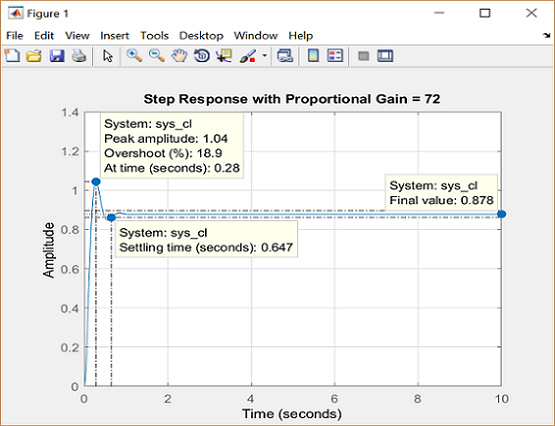 Figure 1
File Edit View Insert Tools Desktop Window Help
Step Response with Proportional Gain = 72
1.4
1.2
1
0.8
0.6
0.4
0.2
0
Amplitude
System: sys_cl
Peak amplitude: 1.04
Overshoot (%): 18.9
At time (seconds): 0.28
System: sys_cl
Final value: 0.878
System: sys_cl
Settling time (seconds): 0.647
0 2 4 6 8 10
Time (seconds)